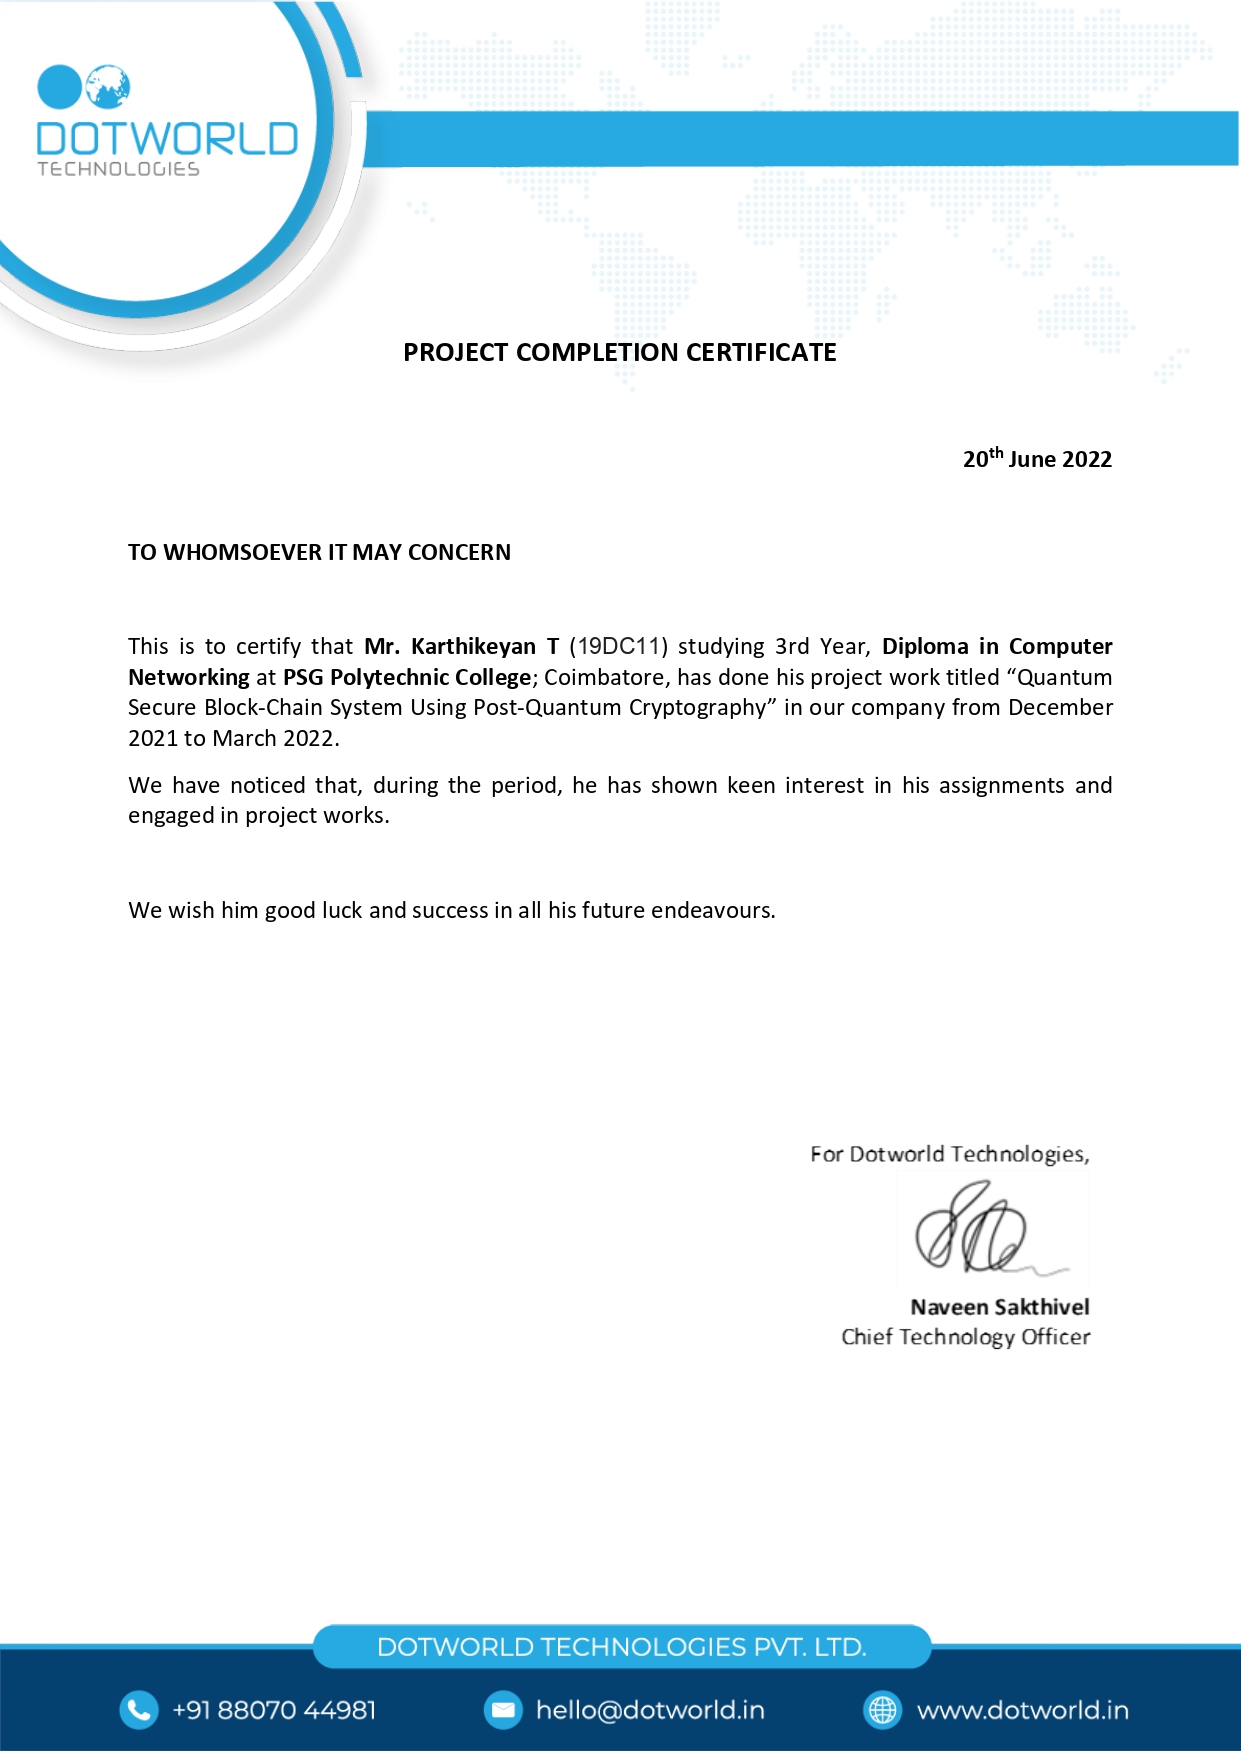 DOTWORLD
TECHNOLOGIES
PROJECT COMPLETION CERTIFICATE
20th June 2022
TO WHOMSOEVER IT MAY CONCERN
This is to certify that Mr. Karthikeyan T (19DC11) studying 3rd Year, Diploma in Computer
Networking at PSG Polytechnic College; Coimbatore, has done his project work titled “Quantum
Secure Block-Chain System Using Post-Quantum Cryptography” in our company from December
2021 to March 2022.
We have noticed that, during the period, he has shown keen interest in his assignments and
engaged in project works.
We wish him good luck and success in all his future endeavours.
For Dotworld Technologies,
Naveen Sakthivel
Chief Technology Officer
DOTWORLD TECHNOLOGIES PVT. LTD.
+91 88070 44981 hello@dotworld.in www.dotworld.in